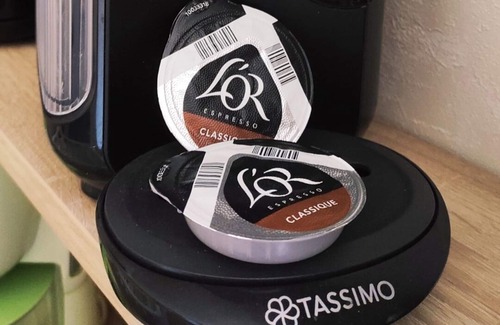 L'OR
ESPRESSO
CLASSIQUE
L'OR
ESPRESSO
CLASSIQUE
TASSIMO